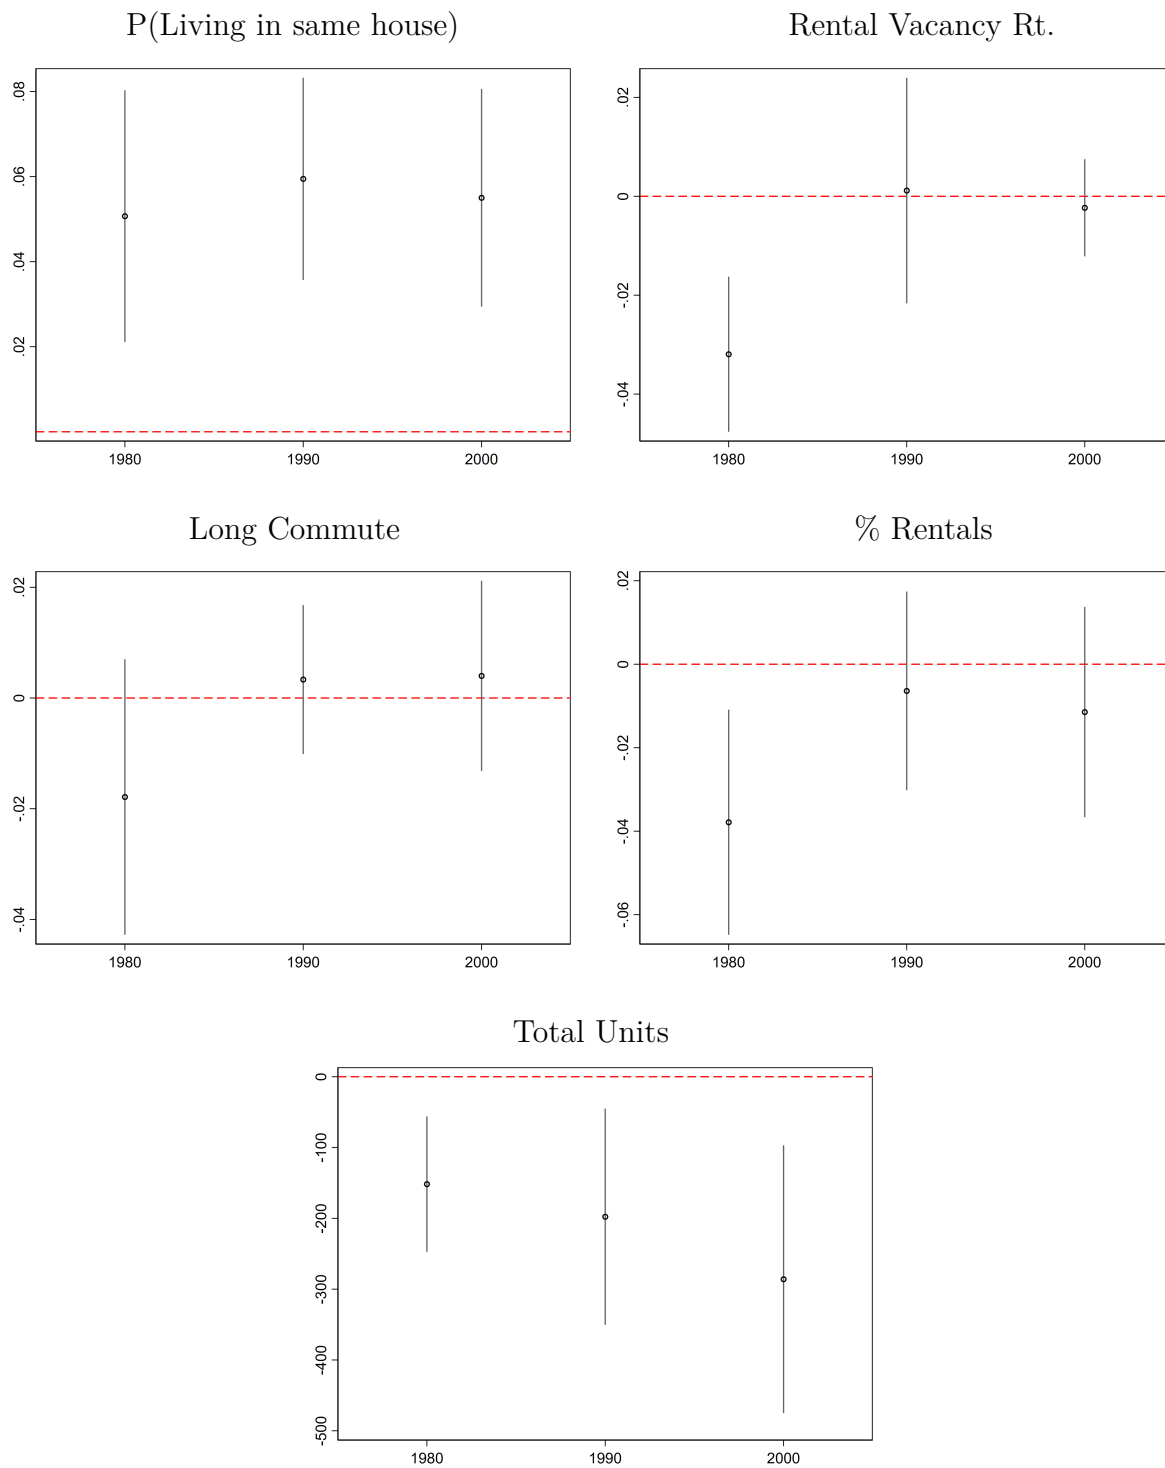 P(Living in same house)
Rental Vacancy Rt.
.08
.06
.04
.02
1980 1990 2000
.02
0
-.02
-.04
1980 1990 2000
Long Commute
% Rentals
.02
0
-.02
-.04
1980 1990 2000
.02
0
-.02
-.04
-.06
1980 1990 2000
Total Units
0
-100
-200
-300
-400
-500
1980 1990 2000